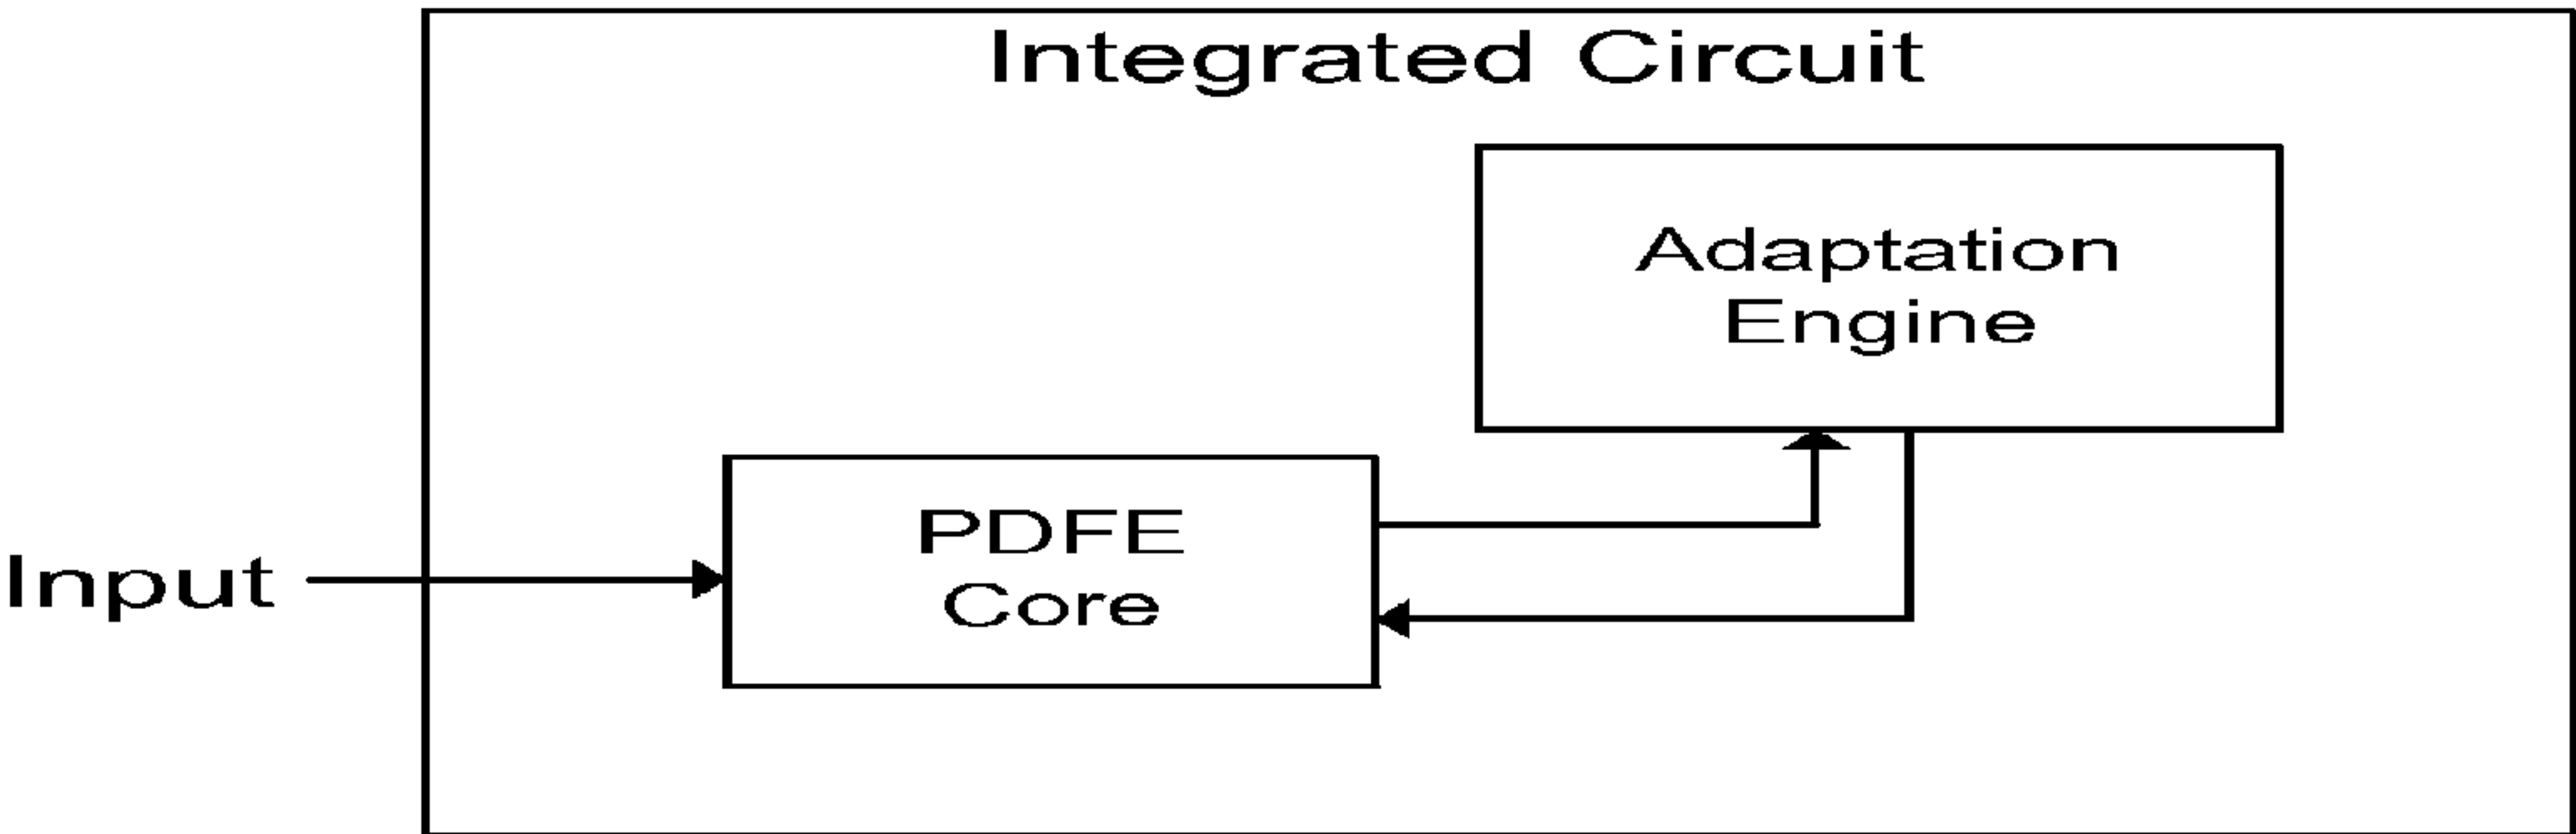 Integrated Circuit
Adaptation
Engine
PDFE
Core
Input